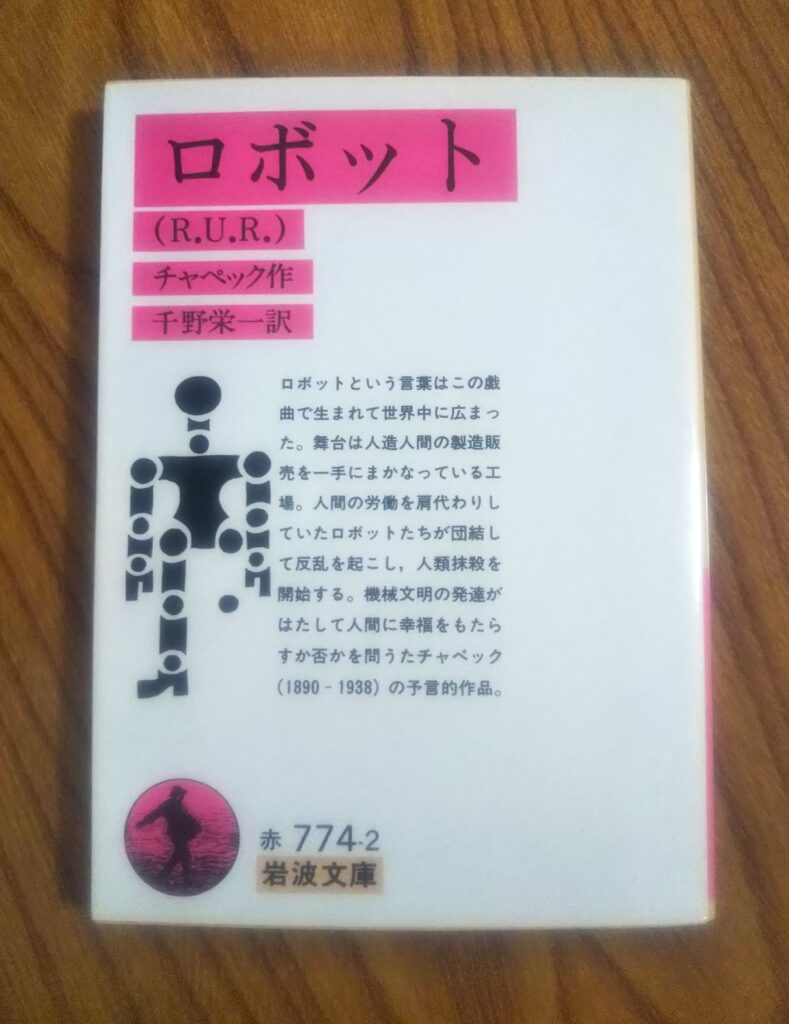 ロボット
(R.U.R.)
チャペック作
千野栄一訳
ロボットという言葉はこの戯
曲で生まれて世界中に広まっ
た。舞台は人造人間の製造販
売を一手にまかなっている工
場。人間の労働を肩代わりし
ていたロボットたちが団結し
て反乱を起こし，人類抹殺を
開始する。機械文明の発達が
はたして人間に幸福をもたら
すか否かを問うたチャペック
(1890‐1938) の予言的作品。
赤 774-2
岩波文庫